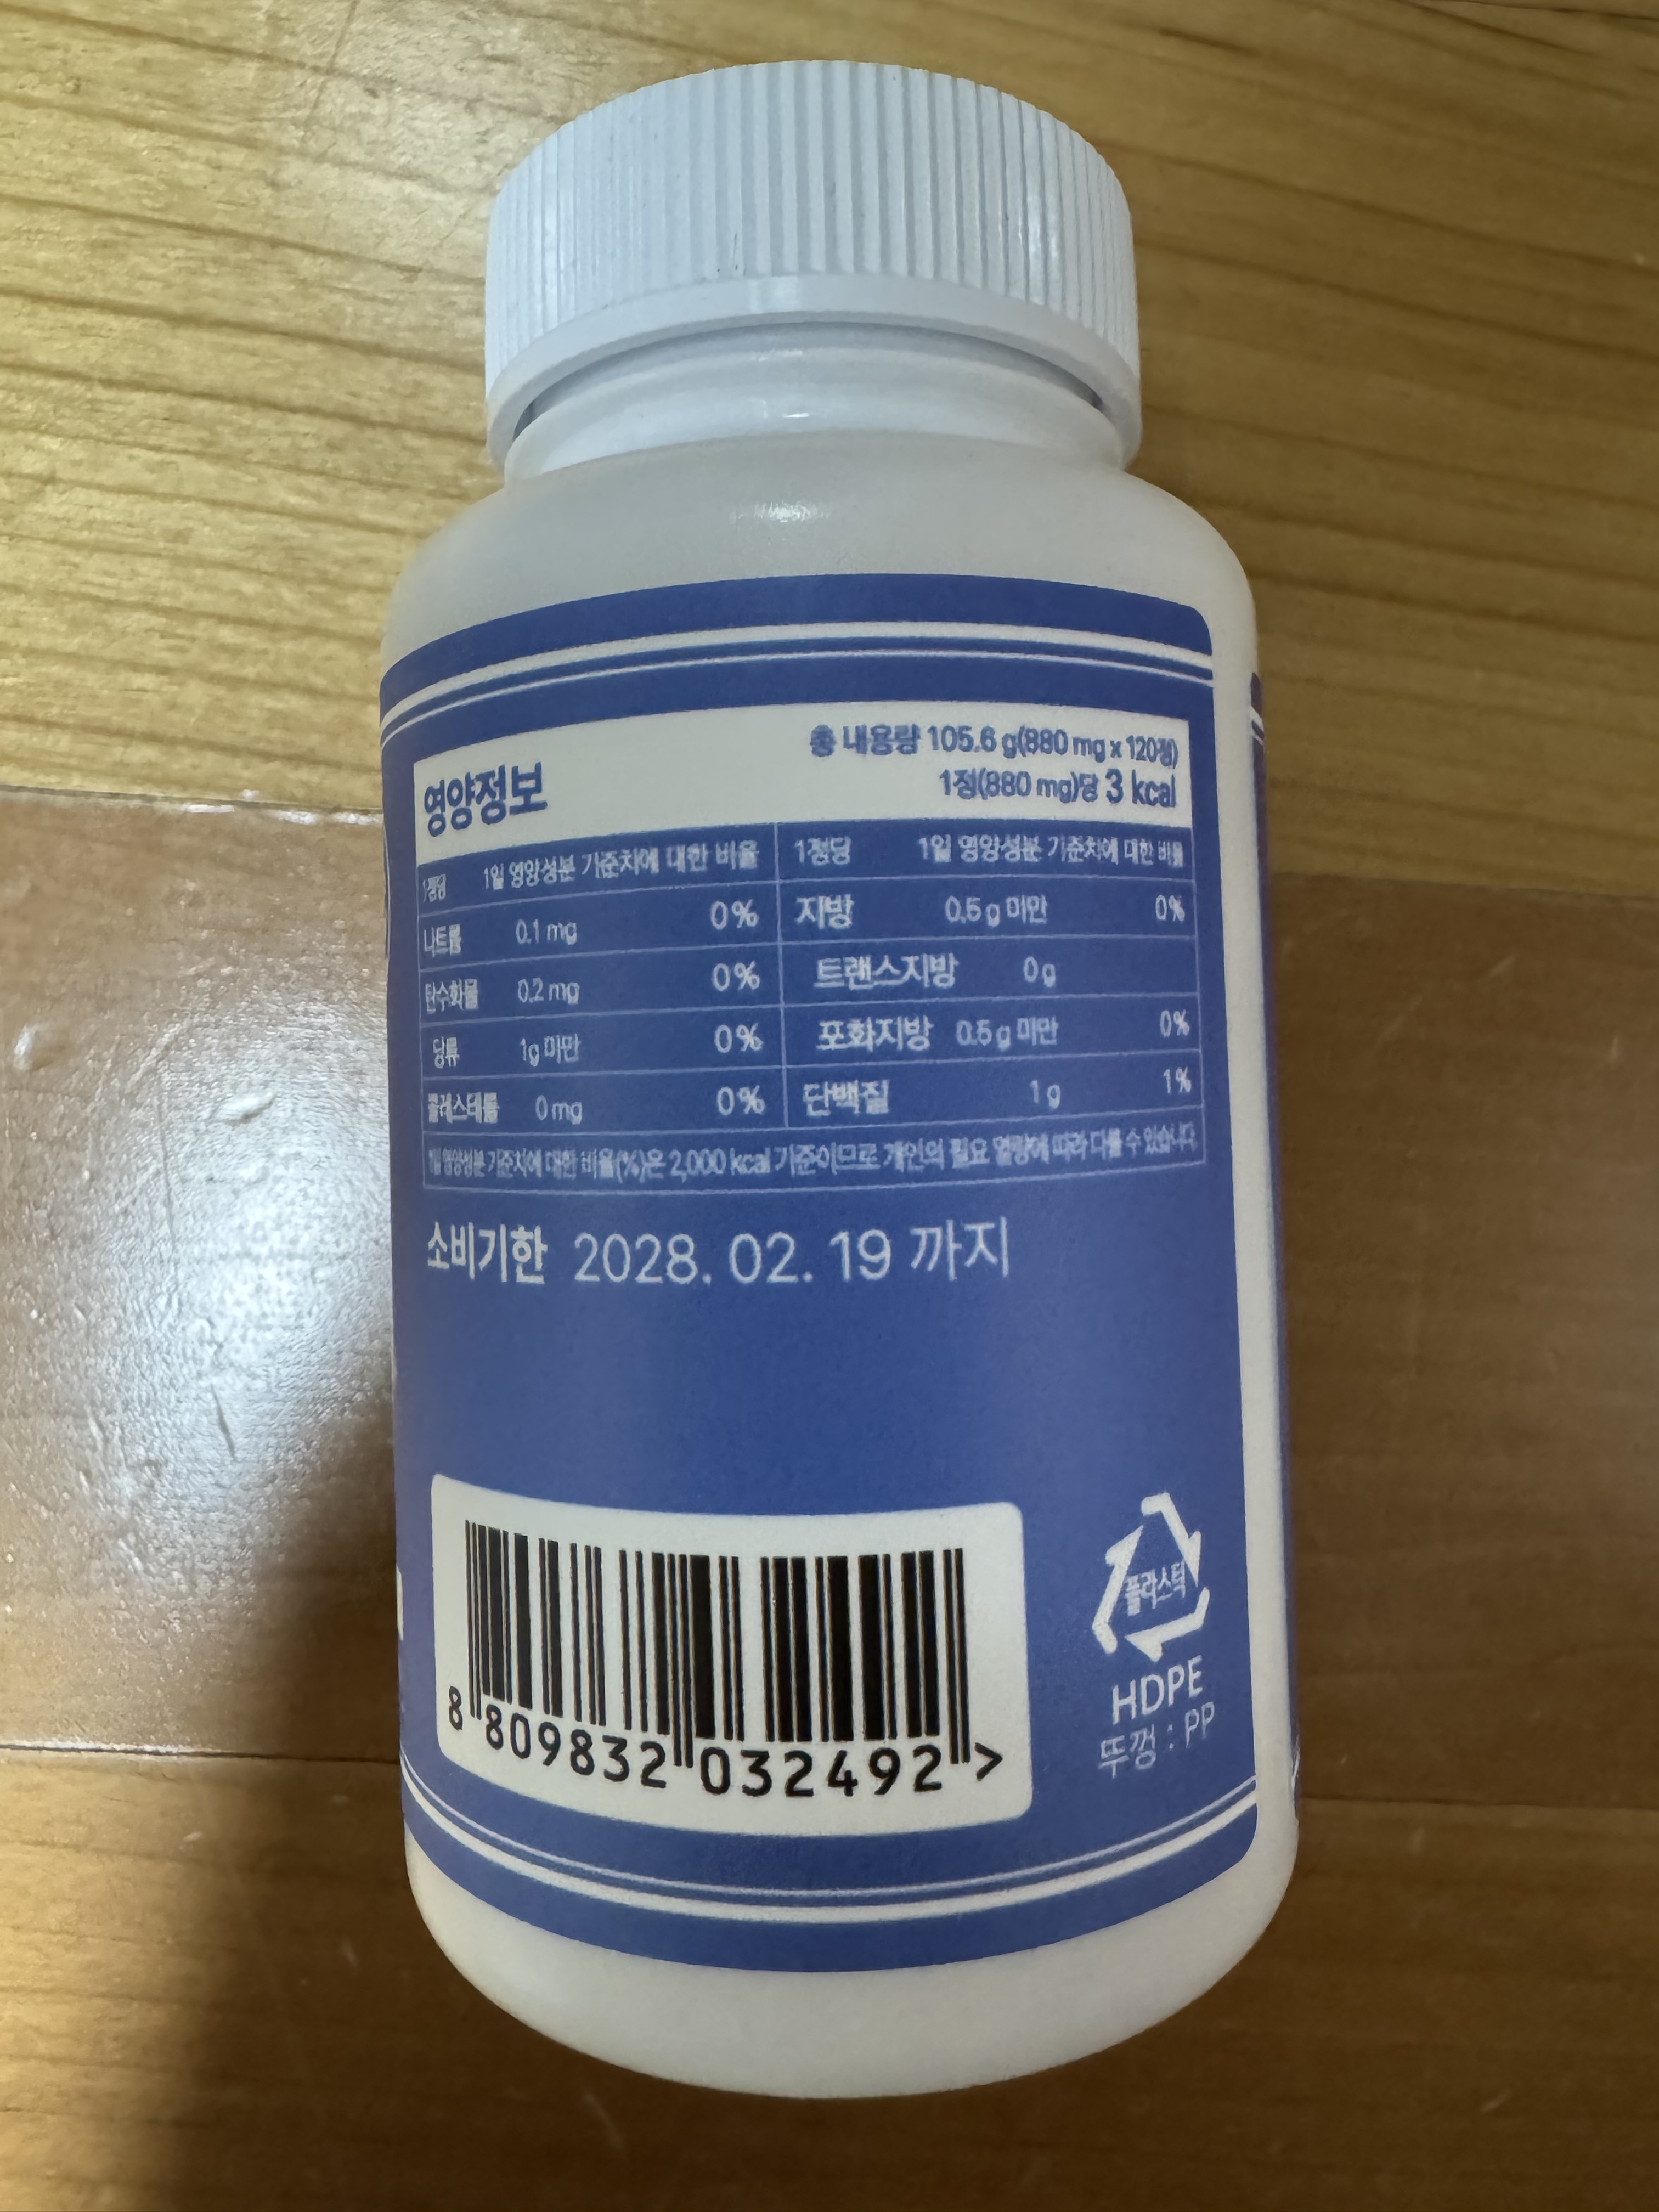 영양정보
총 내용량 105.6 g(880 mg x 120정)
1정(880 mg)당 3 kcal
1정당 1일 영양성분 기준치에 대한 비율
나트륨 0.1 mg 0%
탄수화물 0.2 mg 0%
당류 1g 미만 0%
콜레스테롤 0 mg 0%
1정당 1일 영양성분 기준치에 대한 비율
지방 0.5 g 미만 0%
트랜스지방 0 g
포화지방 0.5 g 미만 0%
단백질 1 g 1%
1일 영양성분 기준치에 대한 비율(%)은 2,000 kcal 기준이므로 개인의 필요 열량에 따라 다를 수 있습니다.
소비기한 2028. 02. 19 까지
8 809832 032492 >
플라스틱
HDPE
뚜껑 : PP